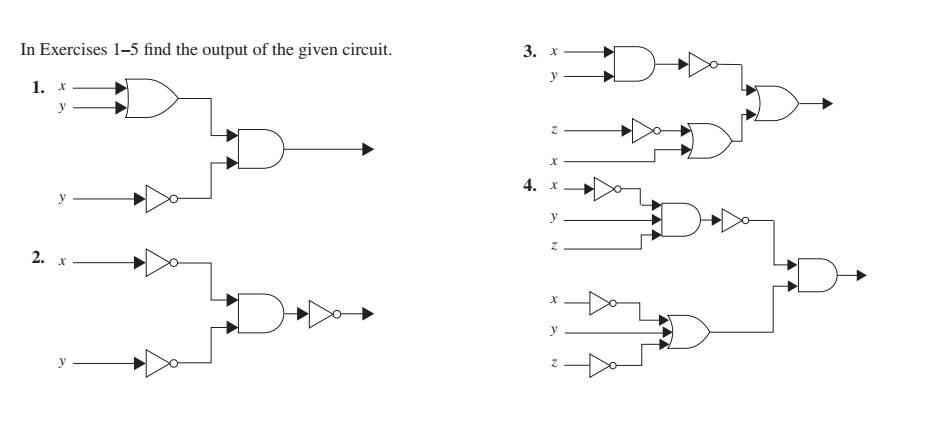 In Exercises 1–5 find the output of the given circuit.
1. x
y
y
2. x
y
3. x
y
z
x
4. x
y
z
x
y
z